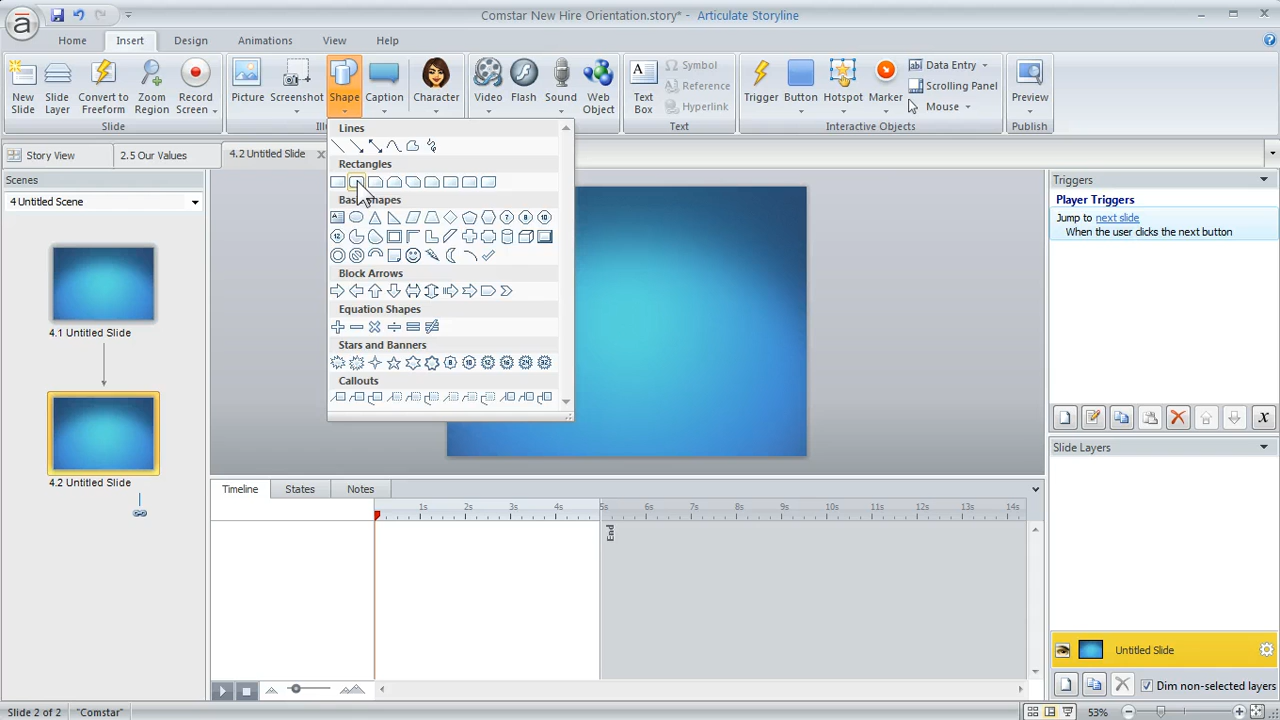 Comstar New Hire Orientation.story* - Articulate Storyline
Home Insert Design Animations View Help
New Slide
Slide Layer
Convert to Freeform
Zoom Region
Record Screen
Picture
Screenshot
Shape
Caption
Character
Video
Flash
Sound
Web Object
Text Box
Symbol
Reference
Hyperlink
Trigger
Button
Hotspot
Marker
Data Entry
Scrolling Panel
Mouse
Preview
Slide
Text
Interactive Objects
Publish
Story View
2.5 Our Values
4.2 Untitled Slide
Scenes
4 Untitled Scene
4.1 Untitled Slide
4.2 Untitled Slide
Lines
Rectangles
Block Arrows
Equation Shapes
Stars and Banners
Callouts
Triggers
Player Triggers
Jump to next slide
When the user clicks the next button
Slide Layers
Untitled Slide
Dim non-selected layers
Timeline States Notes
1s 2s 3s 4s 5s 6s 7s 8s 9s 10s 11s 12s 13s 14s
End
Slide 2 of 2 "Comstar" 53%